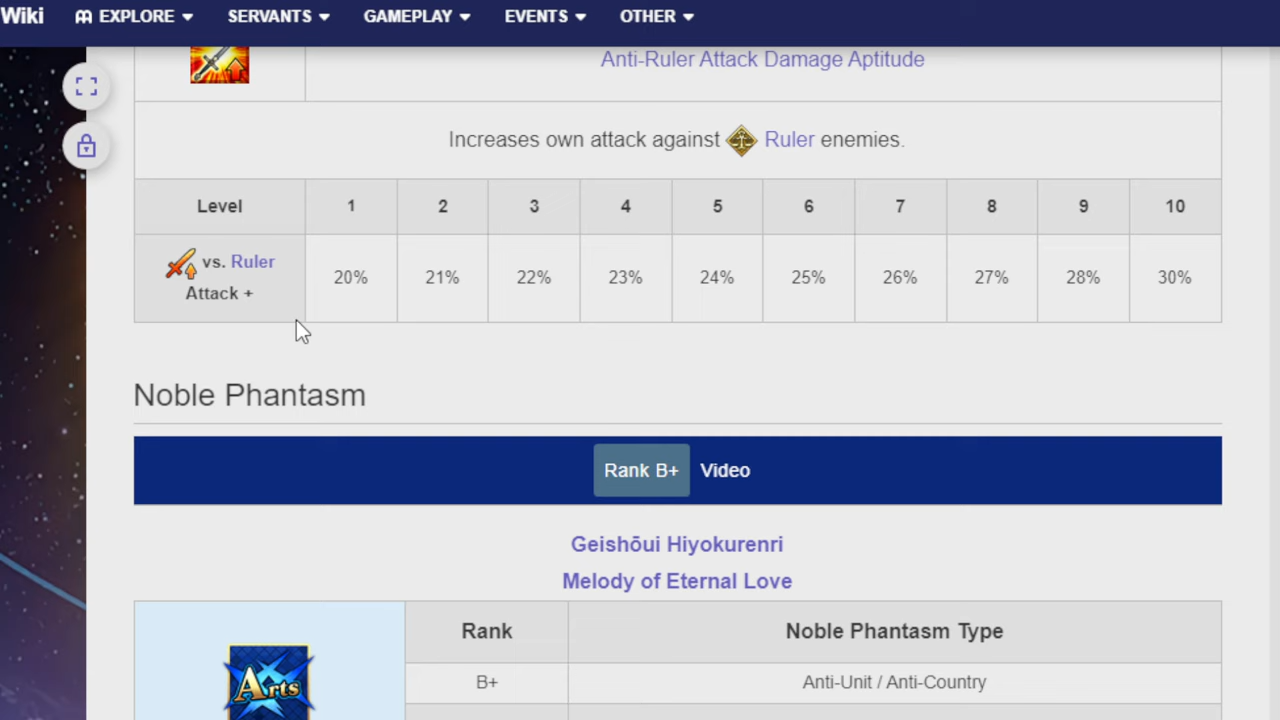 Wiki EXPLORE SERVANTS GAMEPLAY EVENTS OTHER
Anti-Ruler Attack Damage Aptitude
Increases own attack against Ruler enemies.
Level 1 2 3 4 5 6 7 8 9 10
vs. Ruler
Attack +
20% 21% 22% 23% 24% 25% 26% 27% 28% 30%
Noble Phantasm
Rank B+ Video
Geishōui Hiyokurenri
Melody of Eternal Love
Rank Noble Phantasm Type
Arts
B+ Anti-Unit / Anti-Country